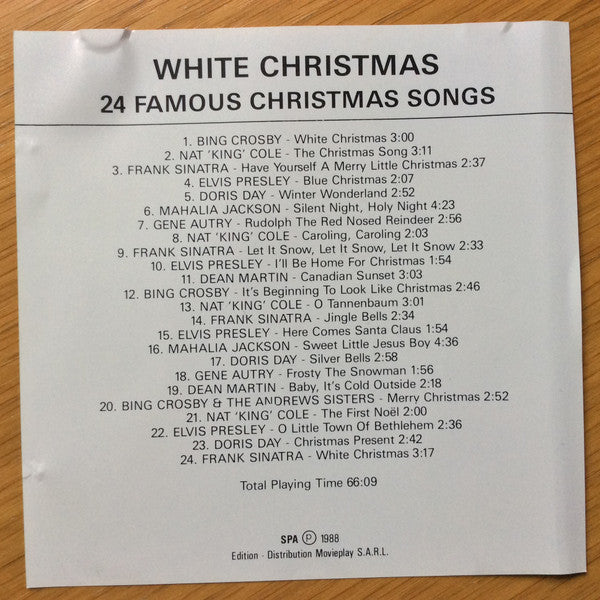 WHITE CHRISTMAS
24 FAMOUS CHRISTMAS SONGS
1. BING CROSBY - White Christmas 3:00
2. NAT 'KING' COLE - The Christmas Song 3:11
3. FRANK SINATRA - Have Yourself A Merry Little Christmas 2:37
4. ELVIS PRESLEY - Blue Christmas 2:07
5. DORIS DAY - Winter Wonderland 2:52
6. MAHALIA JACKSON - Silent Night, Holy Night 4:23
7. GENE AUTRY - Rudolph The Red Nosed Reindeer 2:56
8. NAT 'KING' COLE - Caroling, Caroling 2:03
9. FRANK SINATRA - Let It Snow, Let It Snow, Let It Snow 2:33
10. ELVIS PRESLEY - I'll Be Home For Christmas 1:54
11. DEAN MARTIN - Canadian Sunset 3:03
12. BING CROSBY - It's Beginning To Look Like Christmas 2:46
13. NAT 'KING' COLE - O Tannenbaum 3:01
14. FRANK SINATRA - Jingle Bells 2:34
15. ELVIS PRESLEY - Here Comes Santa Claus 1:54
16. MAHALIA JACKSON - Sweet Little Jesus Boy 4:36
17. DORIS DAY - Silver Bells 2:58
18. GENE AUTRY - Frosty The Snowman 1:56
19. DEAN MARTIN - Baby, It's Cold Outside 2:18
20. BING CROSBY & THE ANDREWS SISTERS - Merry Christmas 2:52
21. NAT 'KING' COLE - The First Noël 2:00
22. ELVIS PRESLEY - O Little Town Of Bethlehem 2:36
23. DORIS DAY - Christmas Present 2:42
24. FRANK SINATRA - White Christmas 3:17
Total Playing Time 66:09
SPA Ⓟ 1988
Edition - Distribution Movieplay S.A.R.L.